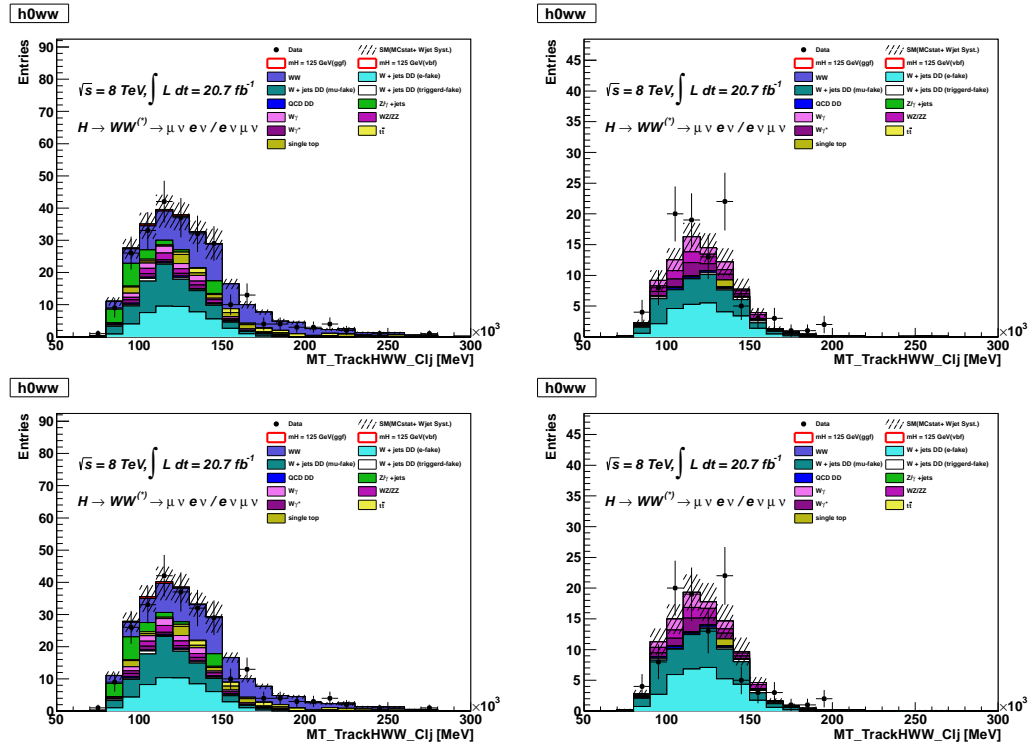 h0ww
Entries
90
80
70
60
50
40
30
20
10
0
√s = 8 TeV, ∫ L dt = 20.7 fb⁻¹
H → WW(*) → μ ν e ν / e ν μ ν
Data
SM(MCstat+ Wjet Syst.)
mH = 125 GeV(ggf)
mH = 125 GeV(vbf)
WW
W + jets DD (e-fake)
W + jets DD (mu-fake)
W + jets DD (triggerd-fake)
QCD DD
Z/γ +jets
Wγ
WZ/ZZ
Wγ*
tt̄
single top
50 100 150 200 250 300
×10³
MT_TrackHWW_Clj [MeV]
h0ww
Entries
45
40
35
30
25
20
15
10
5
0
√s = 8 TeV, ∫ L dt = 20.7 fb⁻¹
H → WW(*) → μ ν e ν / e ν μ ν
Data
SM(MCstat+ Wjet Syst.)
mH = 125 GeV(ggf)
mH = 125 GeV(vbf)
WW
W + jets DD (e-fake)
W + jets DD (mu-fake)
W + jets DD (triggerd-fake)
QCD DD
Z/γ +jets
Wγ
WZ/ZZ
Wγ*
tt̄
single top
50 100 150 200 250 300
×10³
MT_TrackHWW_Clj [MeV]
h0ww
Entries
90
80
70
60
50
40
30
20
10
0
√s = 8 TeV, ∫ L dt = 20.7 fb⁻¹
H → WW(*) → μ ν e ν / e ν μ ν
Data
SM(MCstat+ Wjet Syst.)
mH = 125 GeV(ggf)
mH = 125 GeV(vbf)
WW
W + jets DD (e-fake)
W + jets DD (mu-fake)
W + jets DD (triggerd-fake)
QCD DD
Z/γ +jets
Wγ
WZ/ZZ
Wγ*
tt̄
single top
50 100 150 200 250 300
×10³
MT_TrackHWW_Clj [MeV]
h0ww
Entries
45
40
35
30
25
20
15
10
5
0
√s = 8 TeV, ∫ L dt = 20.7 fb⁻¹
H → WW(*) → μ ν e ν / e ν μ ν
Data
SM(MCstat+ Wjet Syst.)
mH = 125 GeV(ggf)
mH = 125 GeV(vbf)
WW
W + jets DD (e-fake)
W + jets DD (mu-fake)
W + jets DD (triggerd-fake)
QCD DD
Z/γ +jets
Wγ
WZ/ZZ
Wγ*
tt̄
single top
50 100 150 200 250 300
×10³
MT_TrackHWW_Clj [MeV]